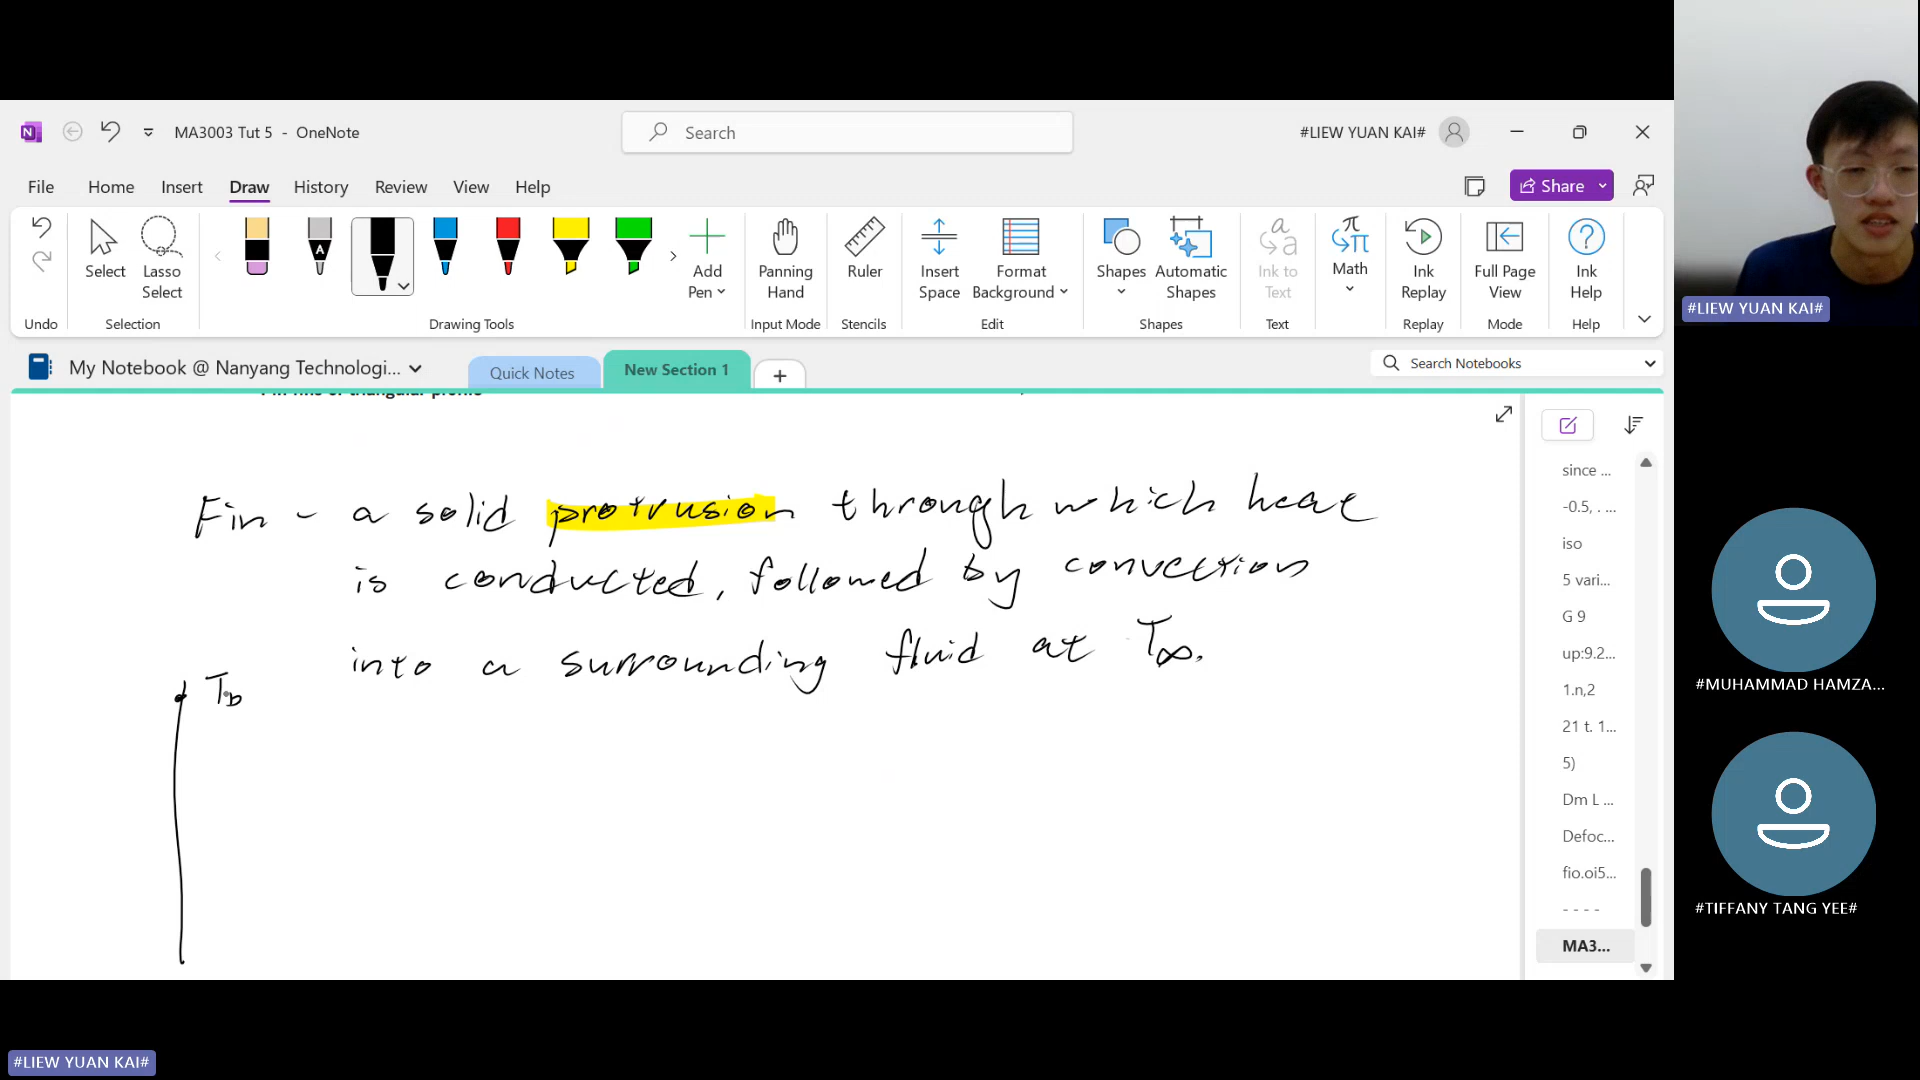 MA3003 Tut 5 - OneNote
Search
#LIEW YUAN KAI#
File Home Insert Draw History Review View Help
Share
Select
Lasso Select
A
Add Pen
Panning Hand
Ruler
Insert Space
Format Background
Shapes
Automatic Shapes
Ink to Text
Math
Ink Replay
Full Page View
Ink Help
Undo Selection Drawing Tools Input Mode Stencils Edit Shapes Text Replay Mode Help
My Notebook @ Nanyang Technologi...
Quick Notes
New Section 1
Search Notebooks
Fin - a solid protrusion through which heat
is conducted, followed by convection
into a surrounding fluid at T∞.
Tb
since ...
-0.5, . ...
iso
5 vari...
G 9
up:9.2...
1.n,2
21 t. 1...
5)
Dm L ...
Defoc...
fio.oi5...
- - - -
MA3...
#LIEW YUAN KAI#
#MUHAMMAD HAMZA...
#TIFFANY TANG YEE#
#LIEW YUAN KAI#